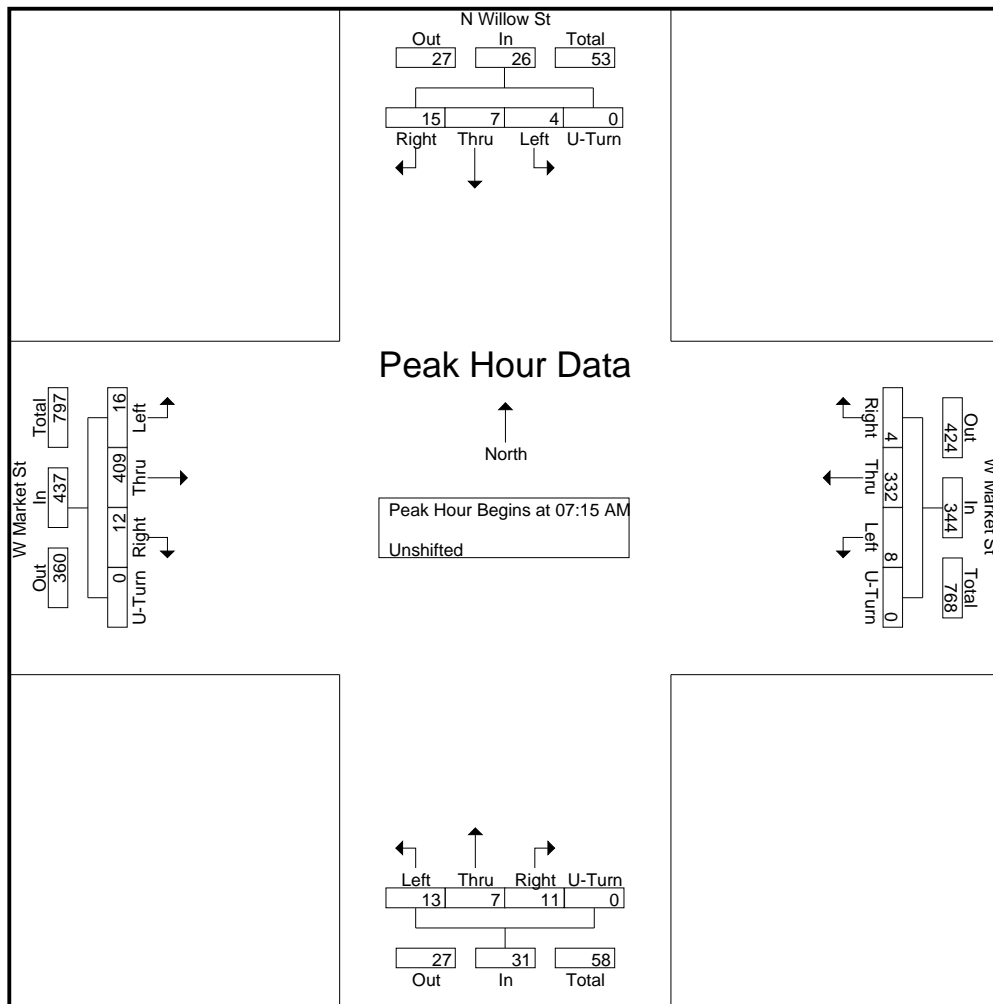 N Willow St
Out In Total
27 26 53
15 7 4 0
Right Thru Left U-Turn
Peak Hour Data
North
Peak Hour Begins at 07:15 AM
Unshifted
W Market St
Total In Out
797 437 360
16 409 12 0
Left Thru Right U-Turn
W Market St
Out In Total
424 344 768
4 332 8 0
Right Thru Left U-Turn
Left Thru Right U-Turn
13 7 11 0
27 31 58
Out In Total